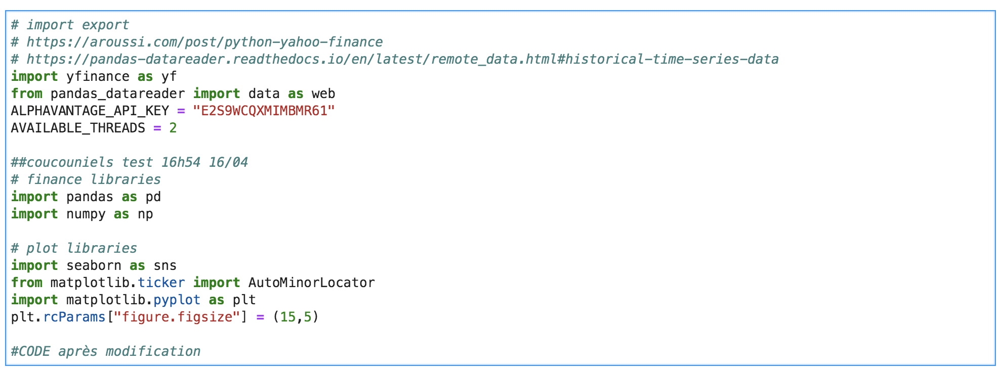 # import export
# https://aroussi.com/post/python-yahoo-finance
# https://pandas-datareader.readthedocs.io/en/latest/remote_data.html#historical-time-series-data
import yfinance as yf
from pandas_datareader import data as web
ALPHAVANTAGE_API_KEY = "E2S9WCQXMIMBMR61"
AVAILABLE_THREADS = 2
##coucouniels test 16h54 16/04
# finance libraries
import pandas as pd
import numpy as np
# plot libraries
import seaborn as sns
from matplotlib.ticker import AutoMinorLocator
import matplotlib.pyplot as plt
plt.rcParams["figure.figsize"] = (15,5)
#CODE après modification